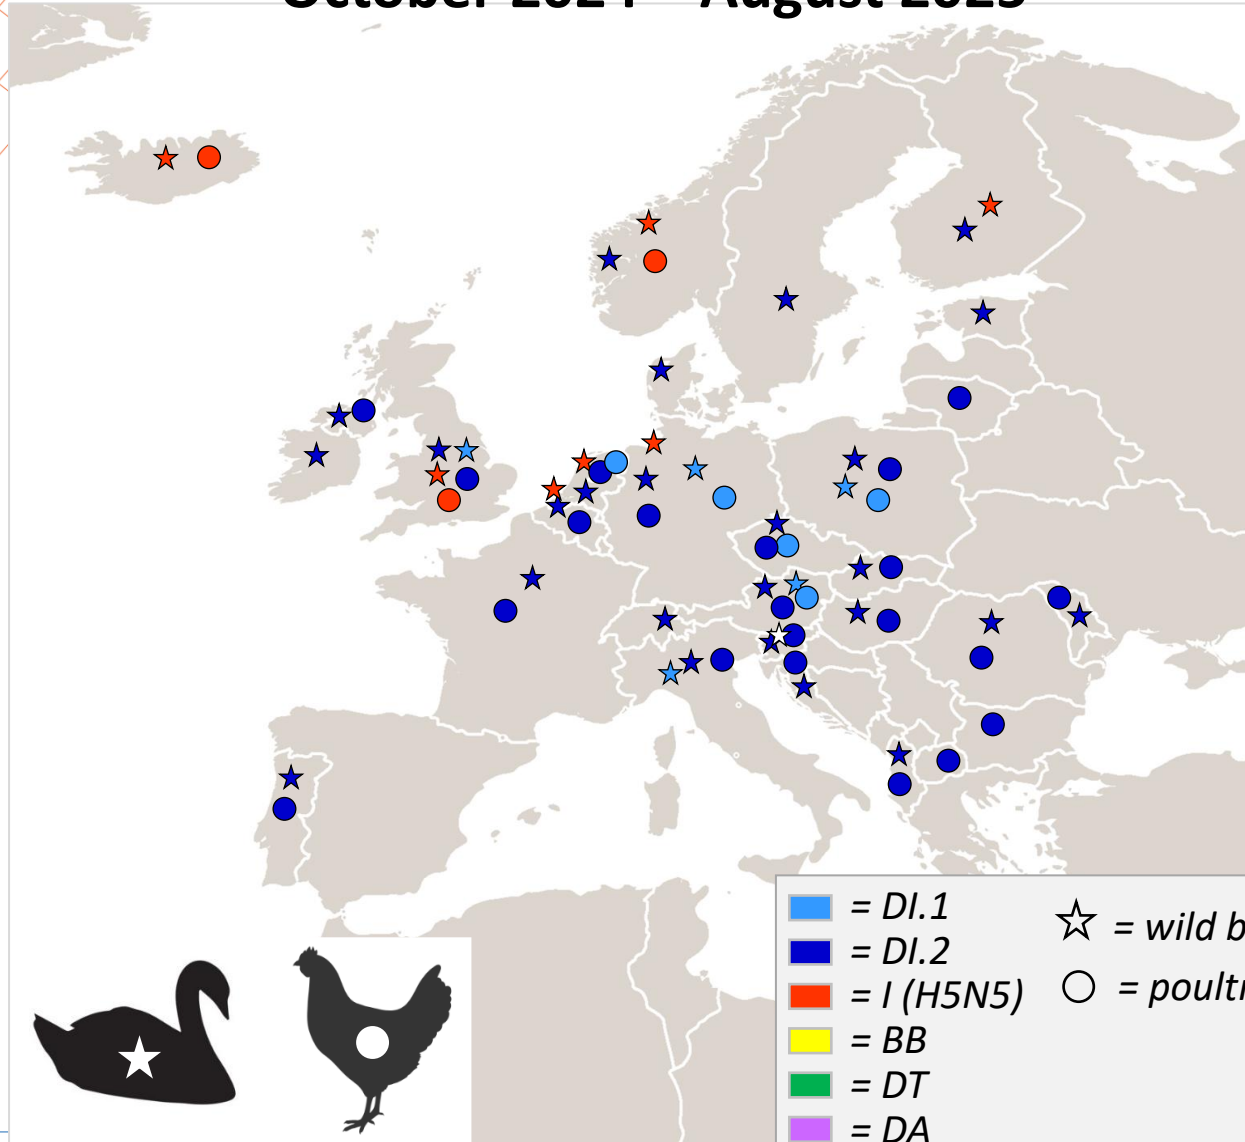 October 2024 – August 2025
= DI.1
= DI.2
= I (H5N5)
= BB
= DT
= DA
= wild b
= poultr